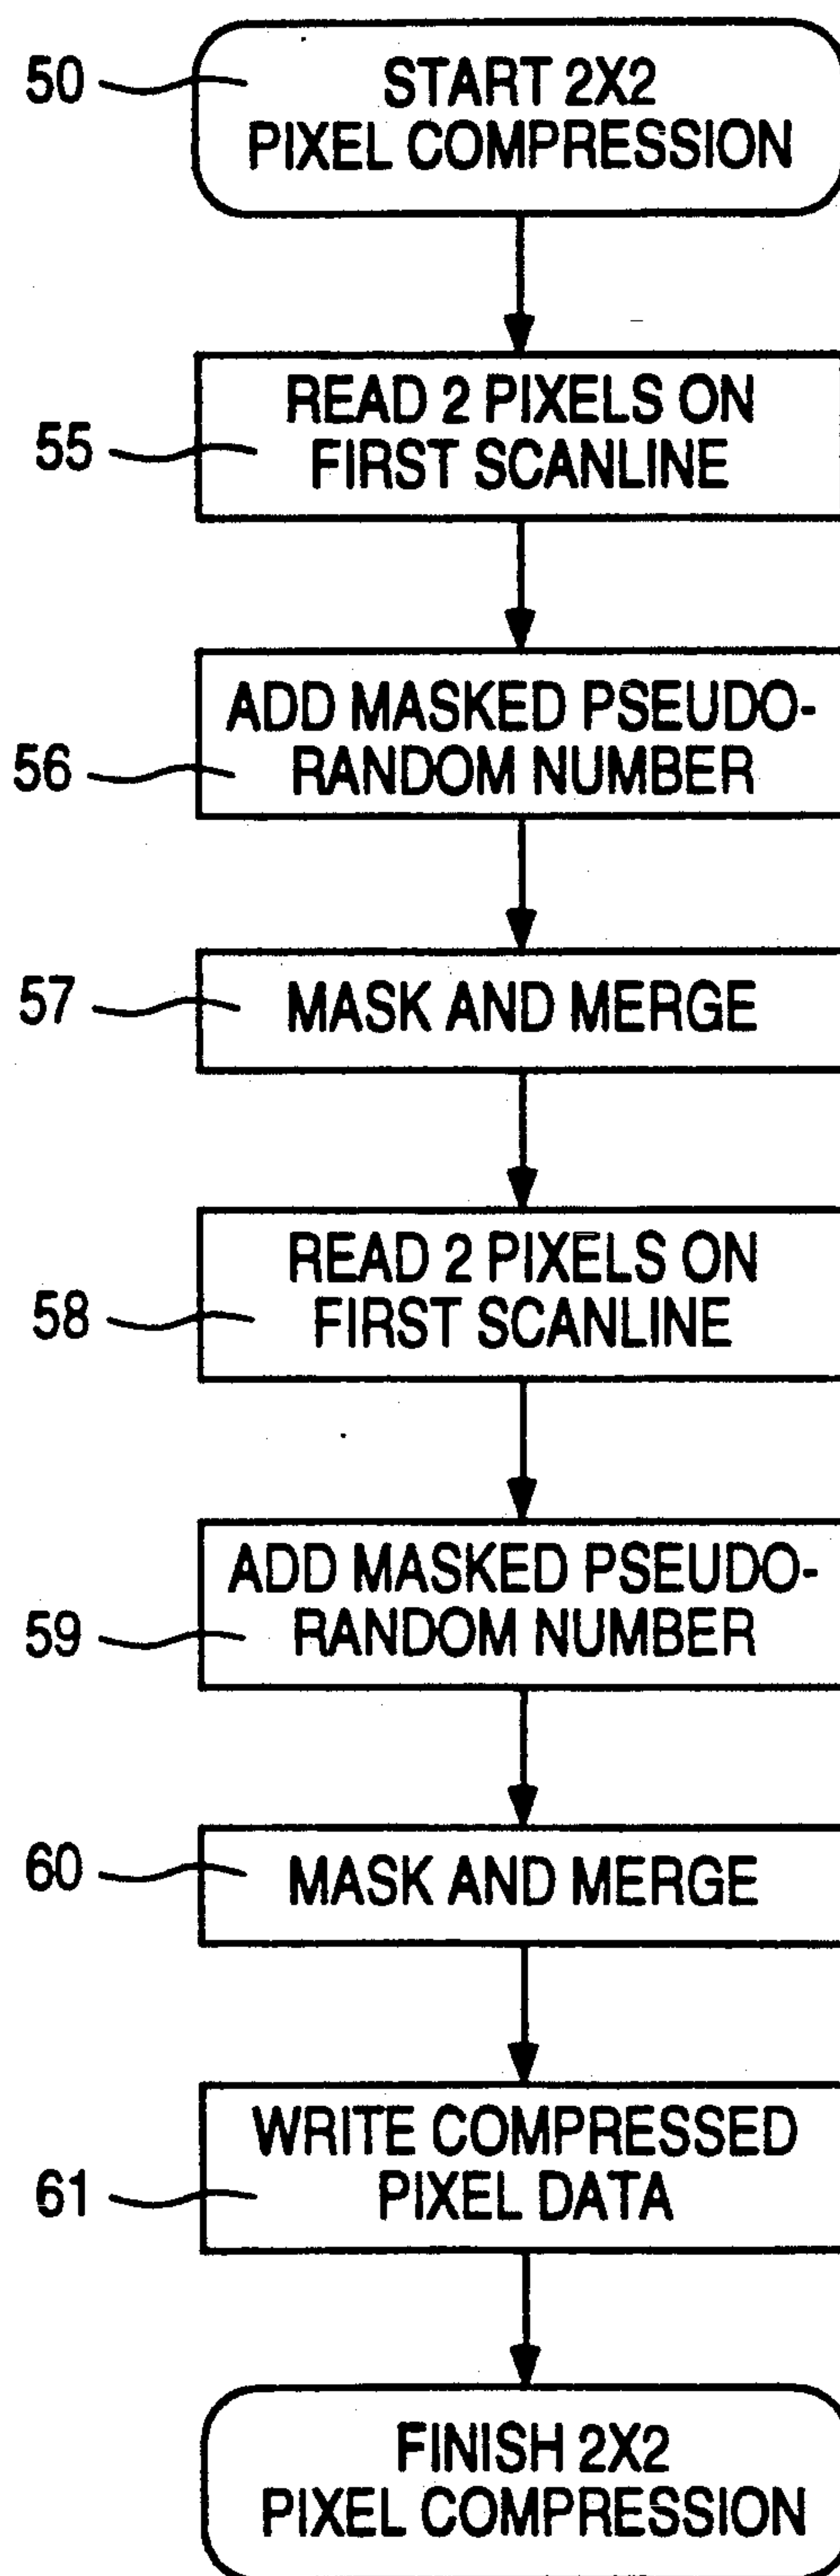 50
START 2X2
PIXEL COMPRESSION
55
READ 2 PIXELS ON
FIRST SCANLINE
56
ADD MASKED PSEUDO-
RANDOM NUMBER
57
MASK AND MERGE
58
READ 2 PIXELS ON
FIRST SCANLINE
59
ADD MASKED PSEUDO-
RANDOM NUMBER
60
MASK AND MERGE
61
WRITE COMPRESSED
PIXEL DATA
FINISH 2X2
PIXEL COMPRESSION